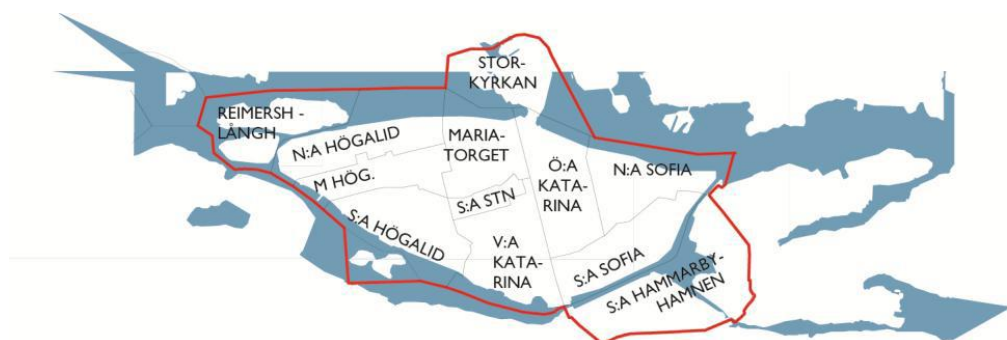 STOR-
KYRKAN
REIMERSH -
LÅNGH
N:A HÖGALID
MARIA-
TORGET
Ö:A
KATA-
RINA
N:A SOFIA
M HÖG.
S:A STN
S:A HÖGALID
V:A
KATA-
RINA
S:A SOFIA
S:A HAMMARBY-
HAMNEN